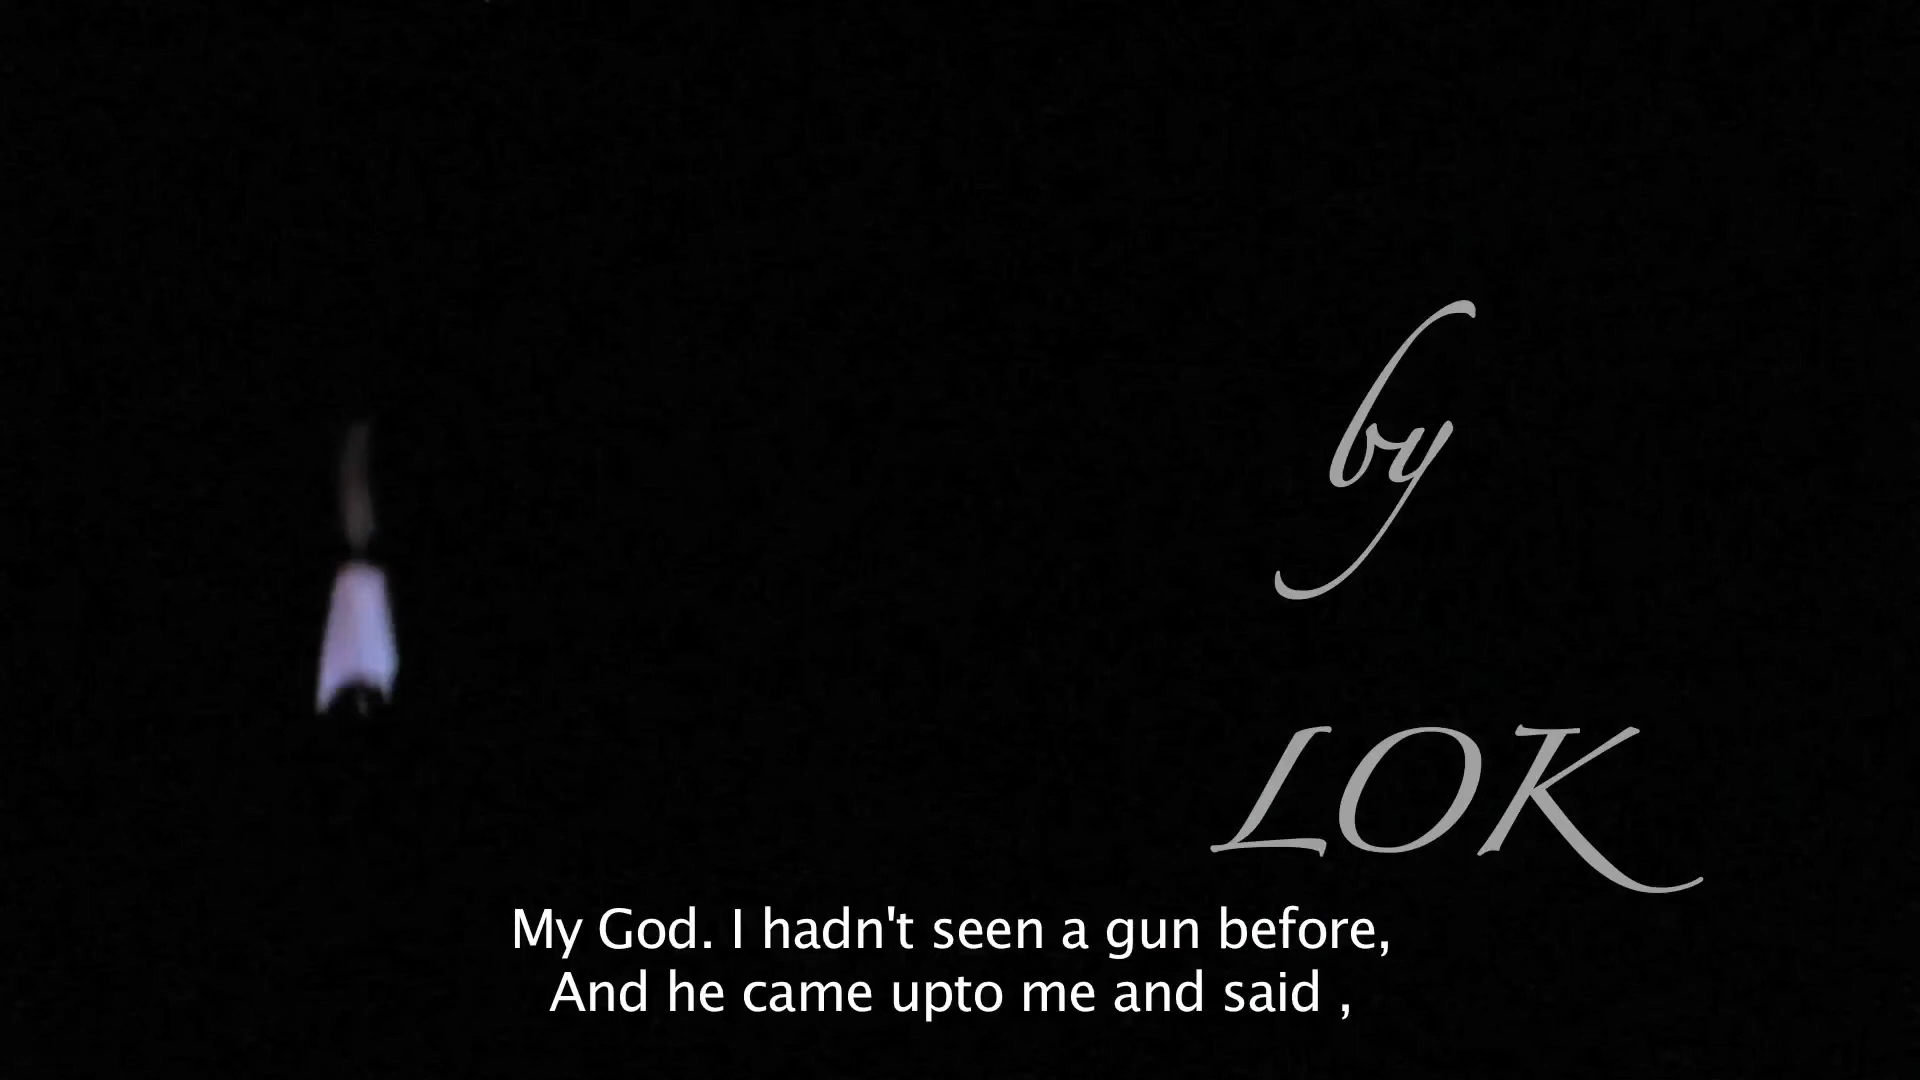 by
LOK
My God. I hadn't seen a gun before,
And he came upto me and said ,